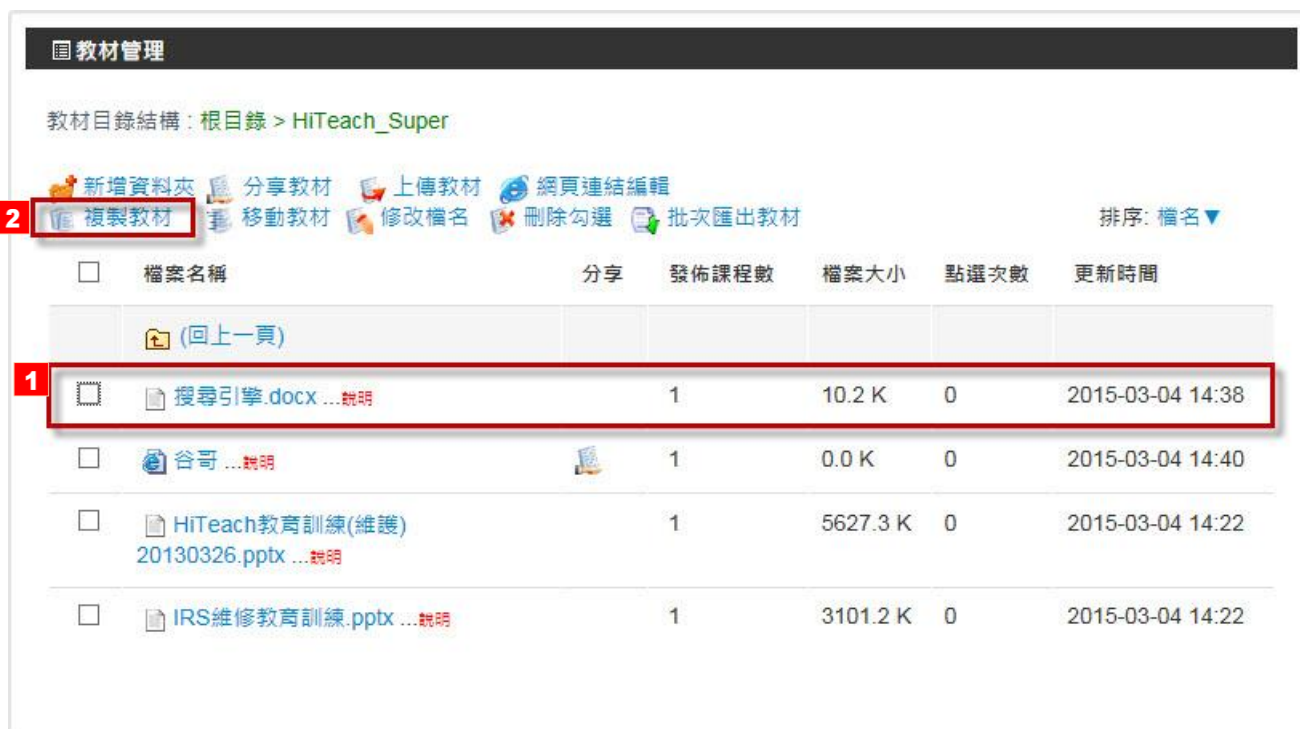 教材管理
教材目錄結構 : 根目錄 > HiTeach_Super
新增資料夾 分享教材 上傳教材 網頁連結編輯
2 複製教材 移動教材 修改檔名 刪除勾選 批次匯出教材 排序: 檔名▼
檔案名稱 分享 發佈課程數 檔案大小 點選次數 更新時間
(回上一頁)
1 搜尋引擎.docx ...說明 1 10.2 K 0 2015-03-04 14:38
谷哥 ...說明 1 0.0 K 0 2015-03-04 14:40
HiTeach教育訓練(維護) 1 5627.3 K 0 2015-03-04 14:22
20130326.pptx ...說明
IRS維修教育訓練.pptx ...說明 1 3101.2 K 0 2015-03-04 14:22